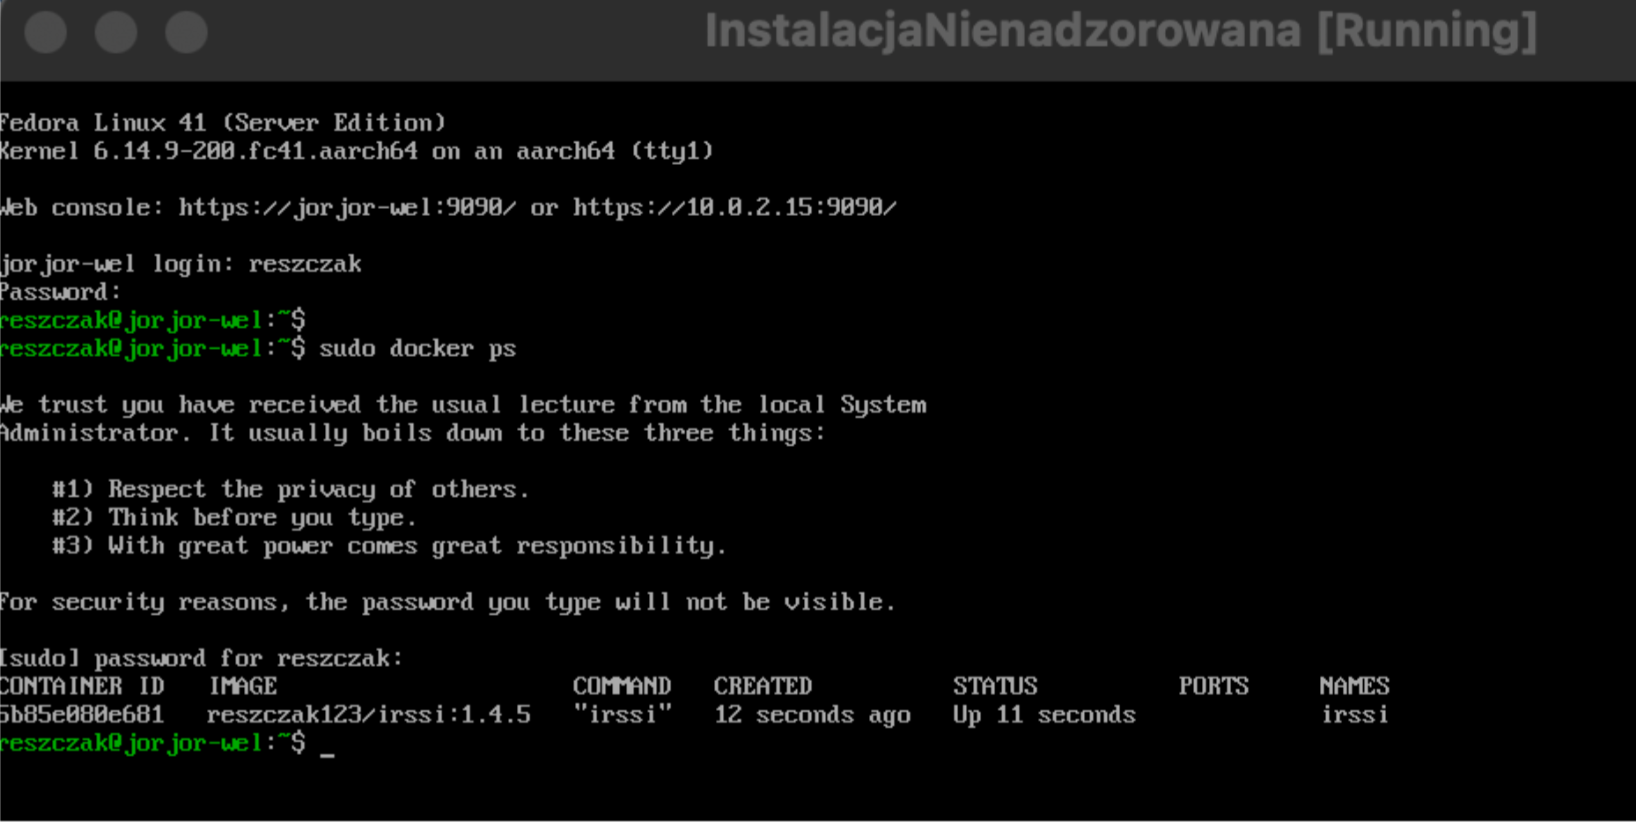 InstalacjaNienadzorowana [Running]
Fedora Linux 41 (Server Edition)
Kernel 6.14.9-200.fc41.aarch64 on an aarch64 (tty1)
Web console: https://jorjor-wel:9090/ or https://10.0.2.15:9090/
jorjor-wel login: reszczak
Password:
reszczak@jorjor-wel:~$
reszczak@jorjor-wel:~$ sudo docker ps
We trust you have received the usual lecture from the local System
Administrator. It usually boils down to these three things:
#1) Respect the privacy of others.
#2) Think before you type.
#3) With great power comes great responsibility.
For security reasons, the password you type will not be visible.
[sudo] password for reszczak:
CONTAINER ID IMAGE COMMAND CREATED STATUS PORTS NAMES
5b85e080e681 reszczak123/irssi:1.4.5 "irssi" 12 seconds ago Up 11 seconds irssi
reszczak@jorjor-wel:~$ _